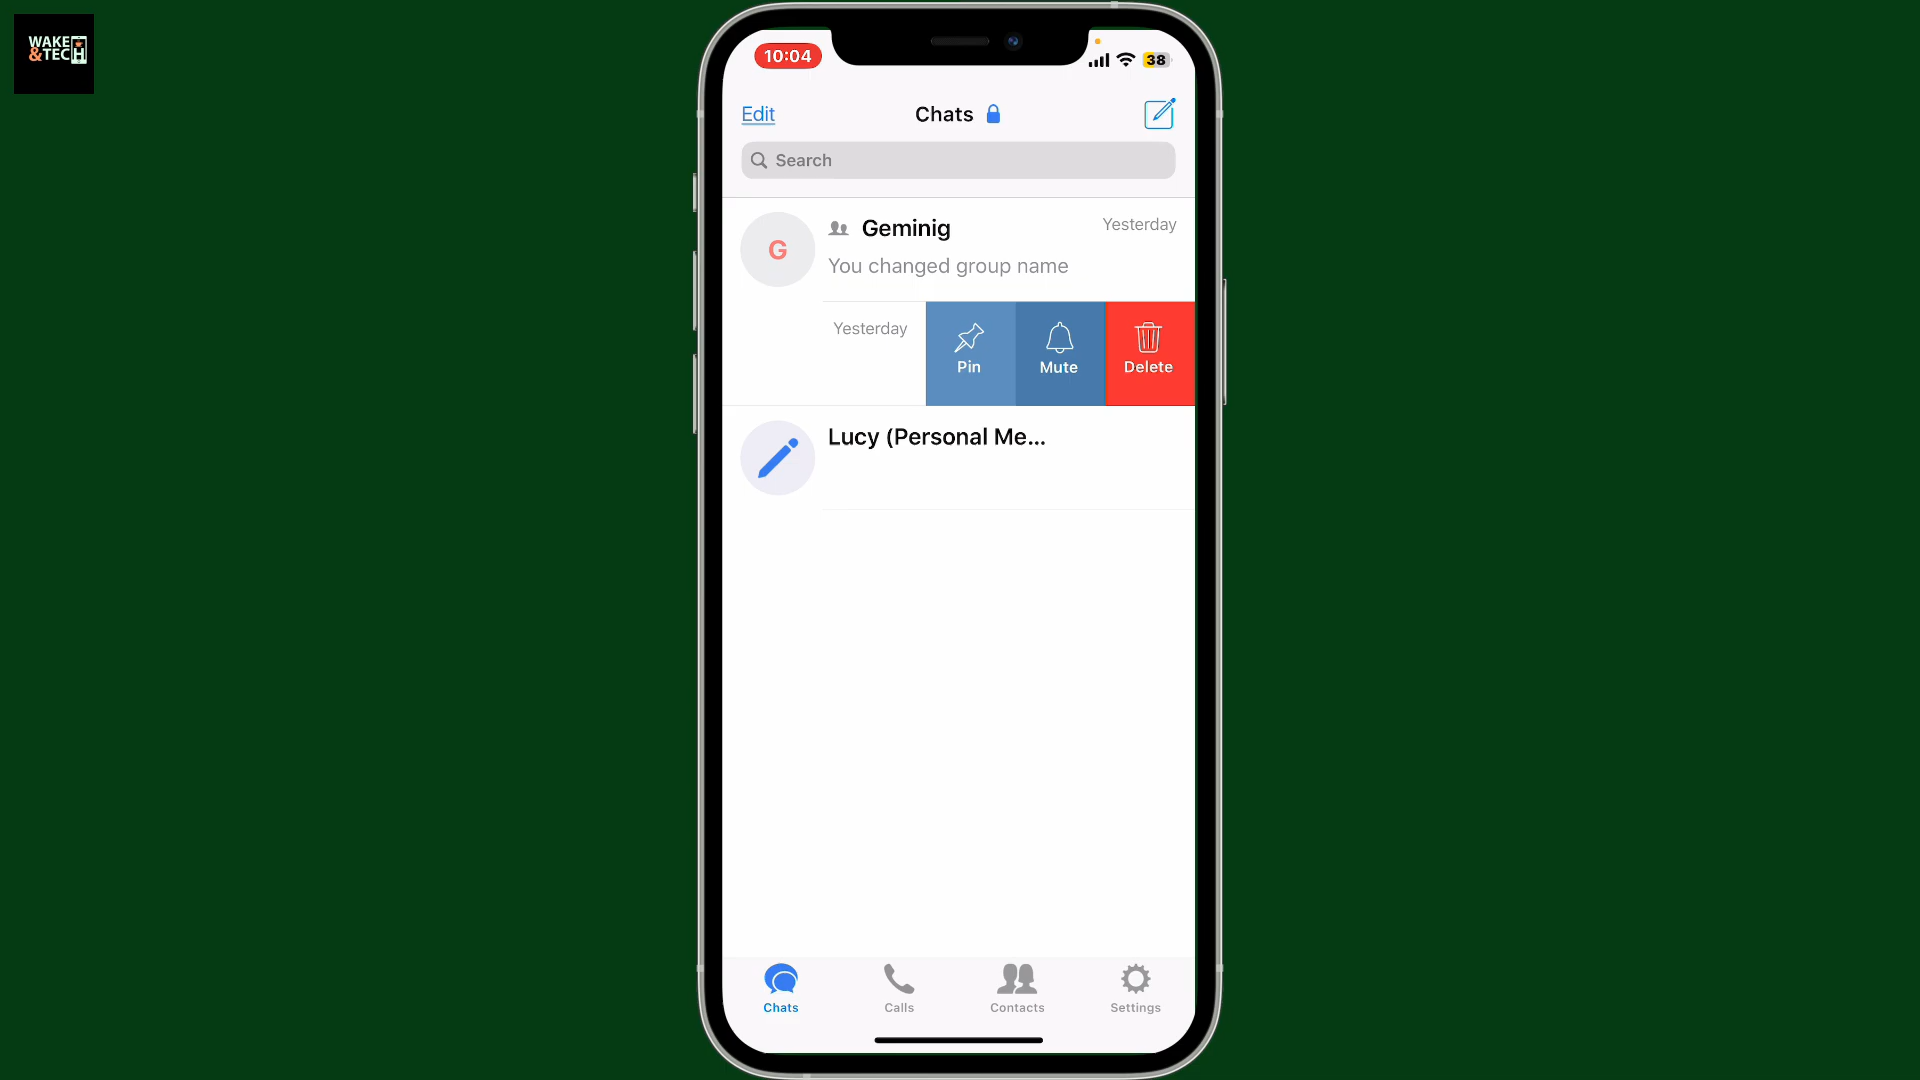 WAKE
&TECH
10:04
38
Edit
Chats
Search
G
Geminig
Yesterday
You changed group name
Yesterday
Pin
Mute
Delete
Lucy (Personal Me...
Chats
Calls
Contacts
Settings